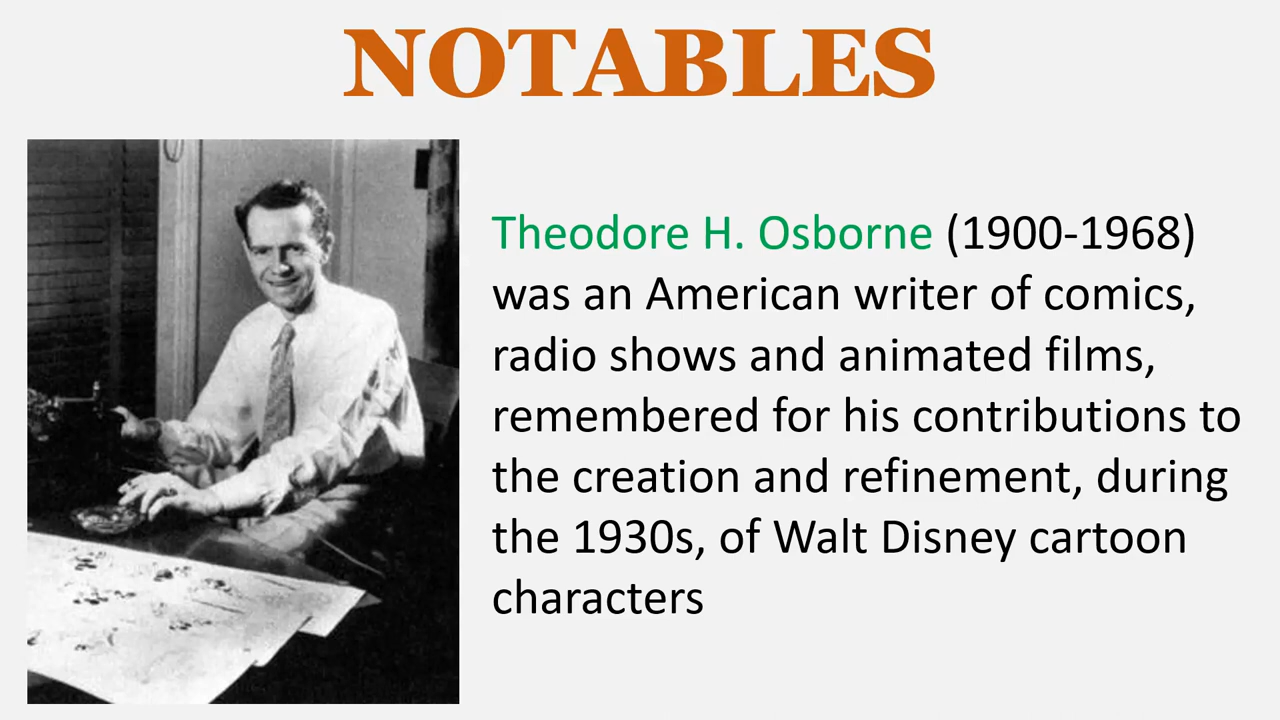 NOTABLES
Theodore H. Osborne (1900-1968)
was an American writer of comics,
radio shows and animated films,
remembered for his contributions to
the creation and refinement, during
the 1930s, of Walt Disney cartoon
characters